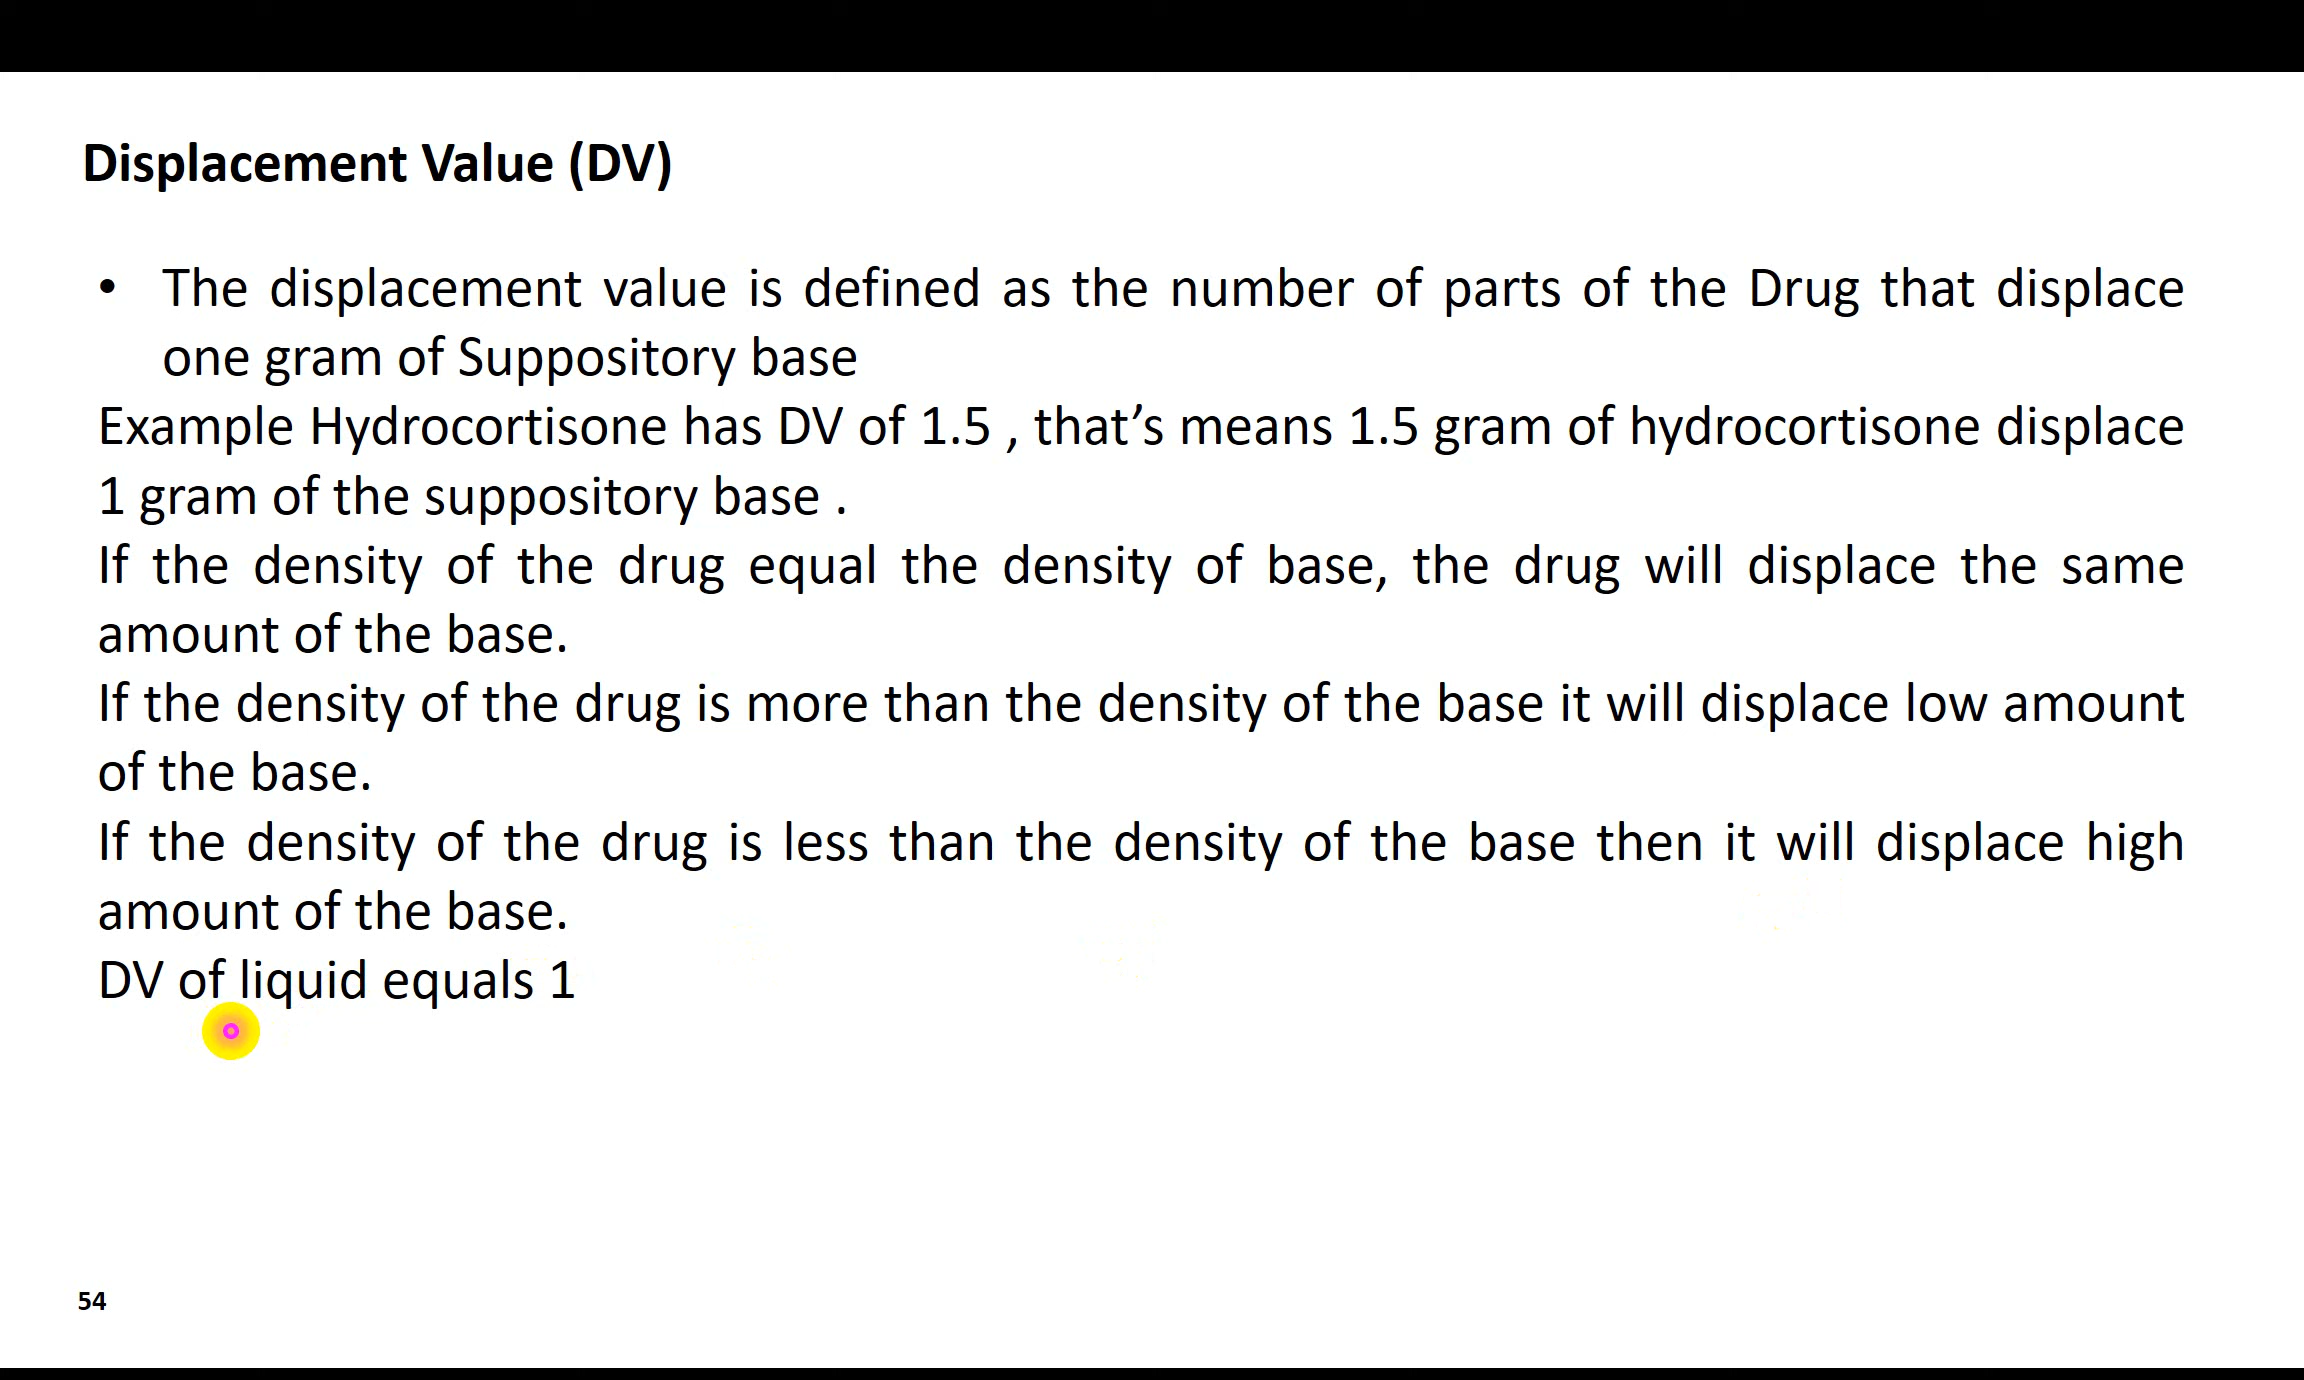 Displacement Value (DV)
• The displacement value is defined as the number of parts of the Drug that displace
one gram of Suppository base
Example Hydrocortisone has DV of 1.5 , that’s means 1.5 gram of hydrocortisone displace
1 gram of the suppository base .
If the density of the drug equal the density of base, the drug will displace the same
amount of the base.
If the density of the drug is more than the density of the base it will displace low amount
of the base.
If the density of the drug is less than the density of the base then it will displace high
amount of the base.
DV of liquid equals 1
54